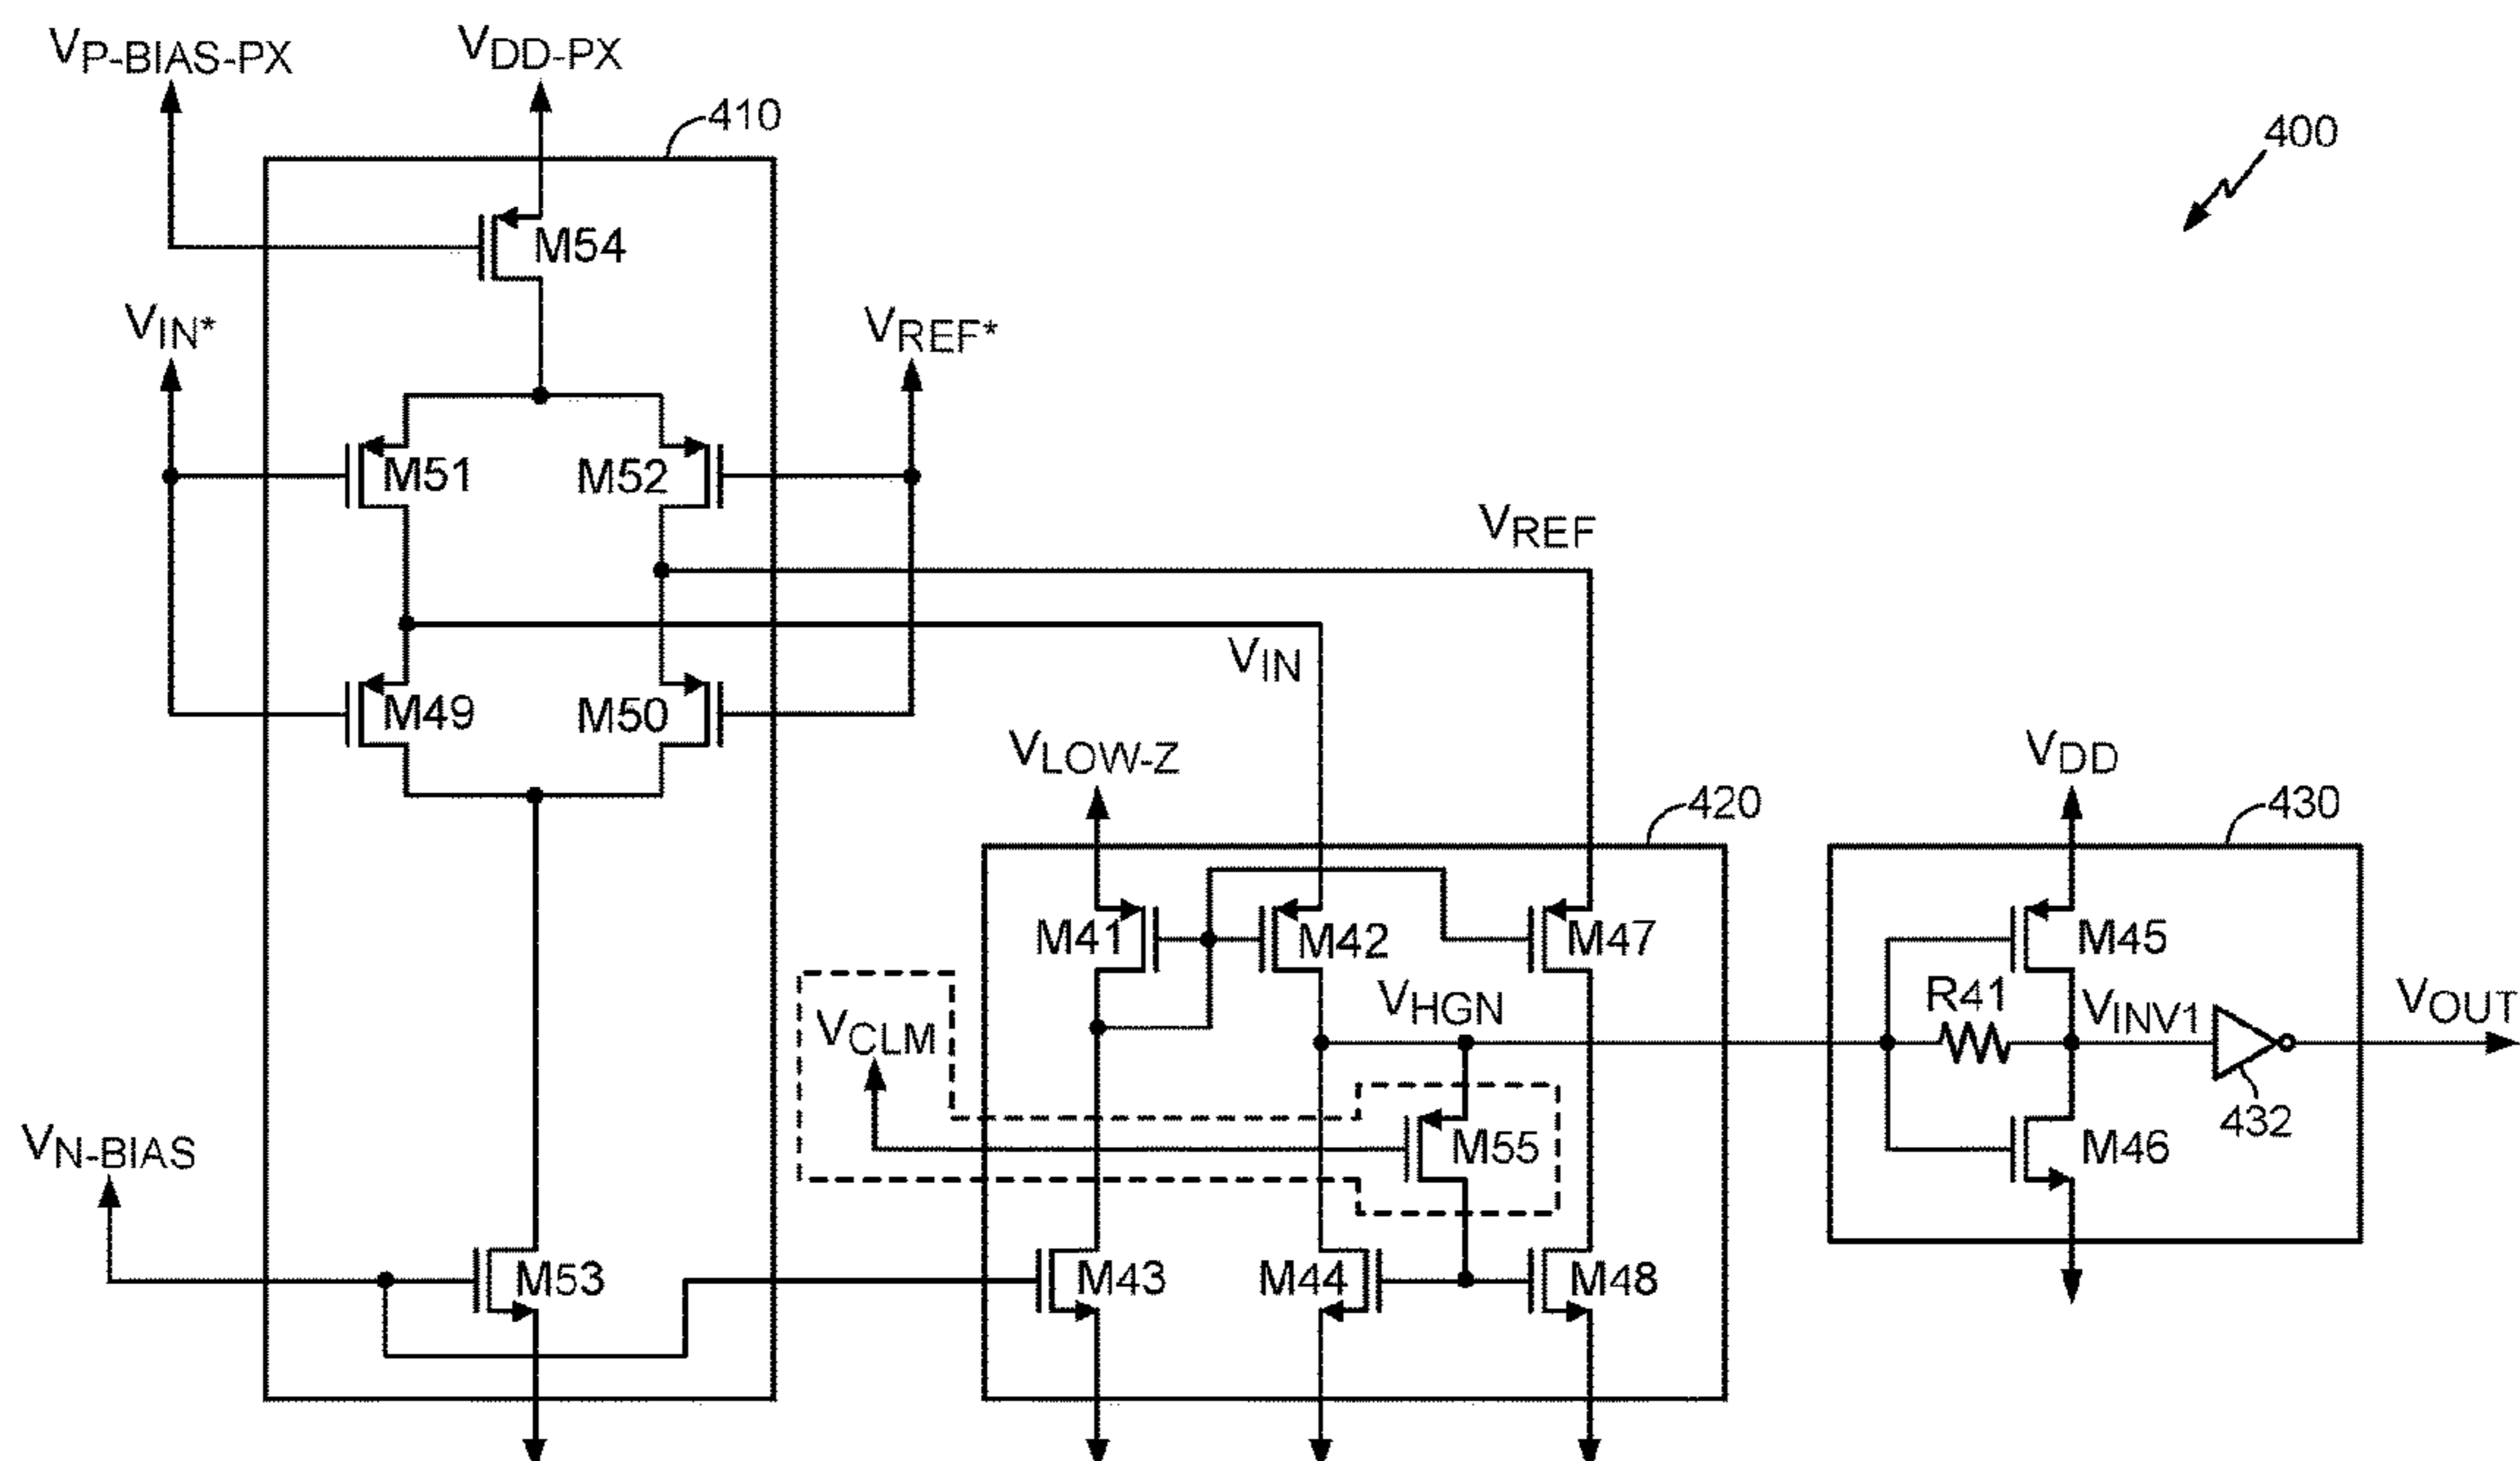 VP-BIAS-PX
VDD-PX
410
400
M54
VIN*
VREF*
M51
M52
VREF
VIN
M49
M50
VLOW-Z
VDD
420
430
M41
M42
M47
M45
VCLM
VHGN
R41
VINV1
VOUT
M55
432
M46
VN-BIAS
M53
M43
M44
M48